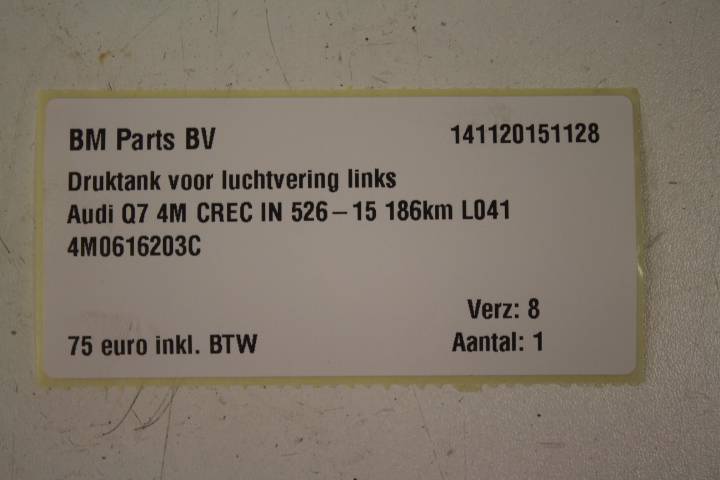 BM Parts BV 141120151128
Druktank voor luchtvering links
Audi Q7 4M CREC IN 526-15 186km L041
4M0616203C
Verz: 8
75 euro inkl. BTW Aantal: 1